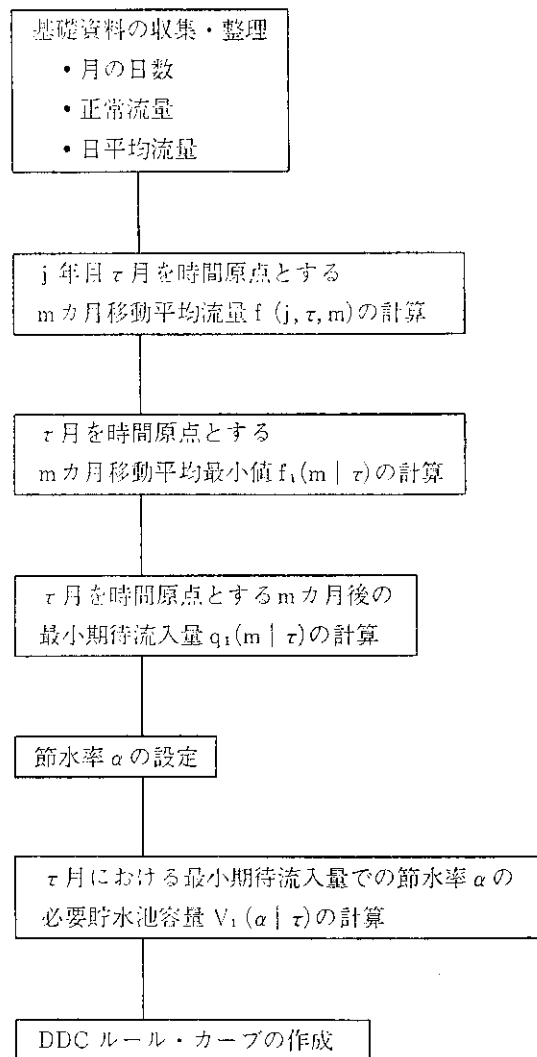 基礎資料の収集・整理
• 月の日数
• 正常流量
• 日平均流量
j 年目 τ 月を時間原点とする
m カ月移動平均流量 f (j, τ, m) の計算
τ 月を時間原点とする
m カ月移動平均最小値 f₁(m | τ) の計算
τ 月を時間原点とする m カ月後の
最小期待流入量 q₁(m | τ) の計算
節水率 α の設定
τ 月における最小期待流入量での節水率 α の
必要貯水池容量 V₁(α | τ) の計算
DDC ルール・カーブの作成